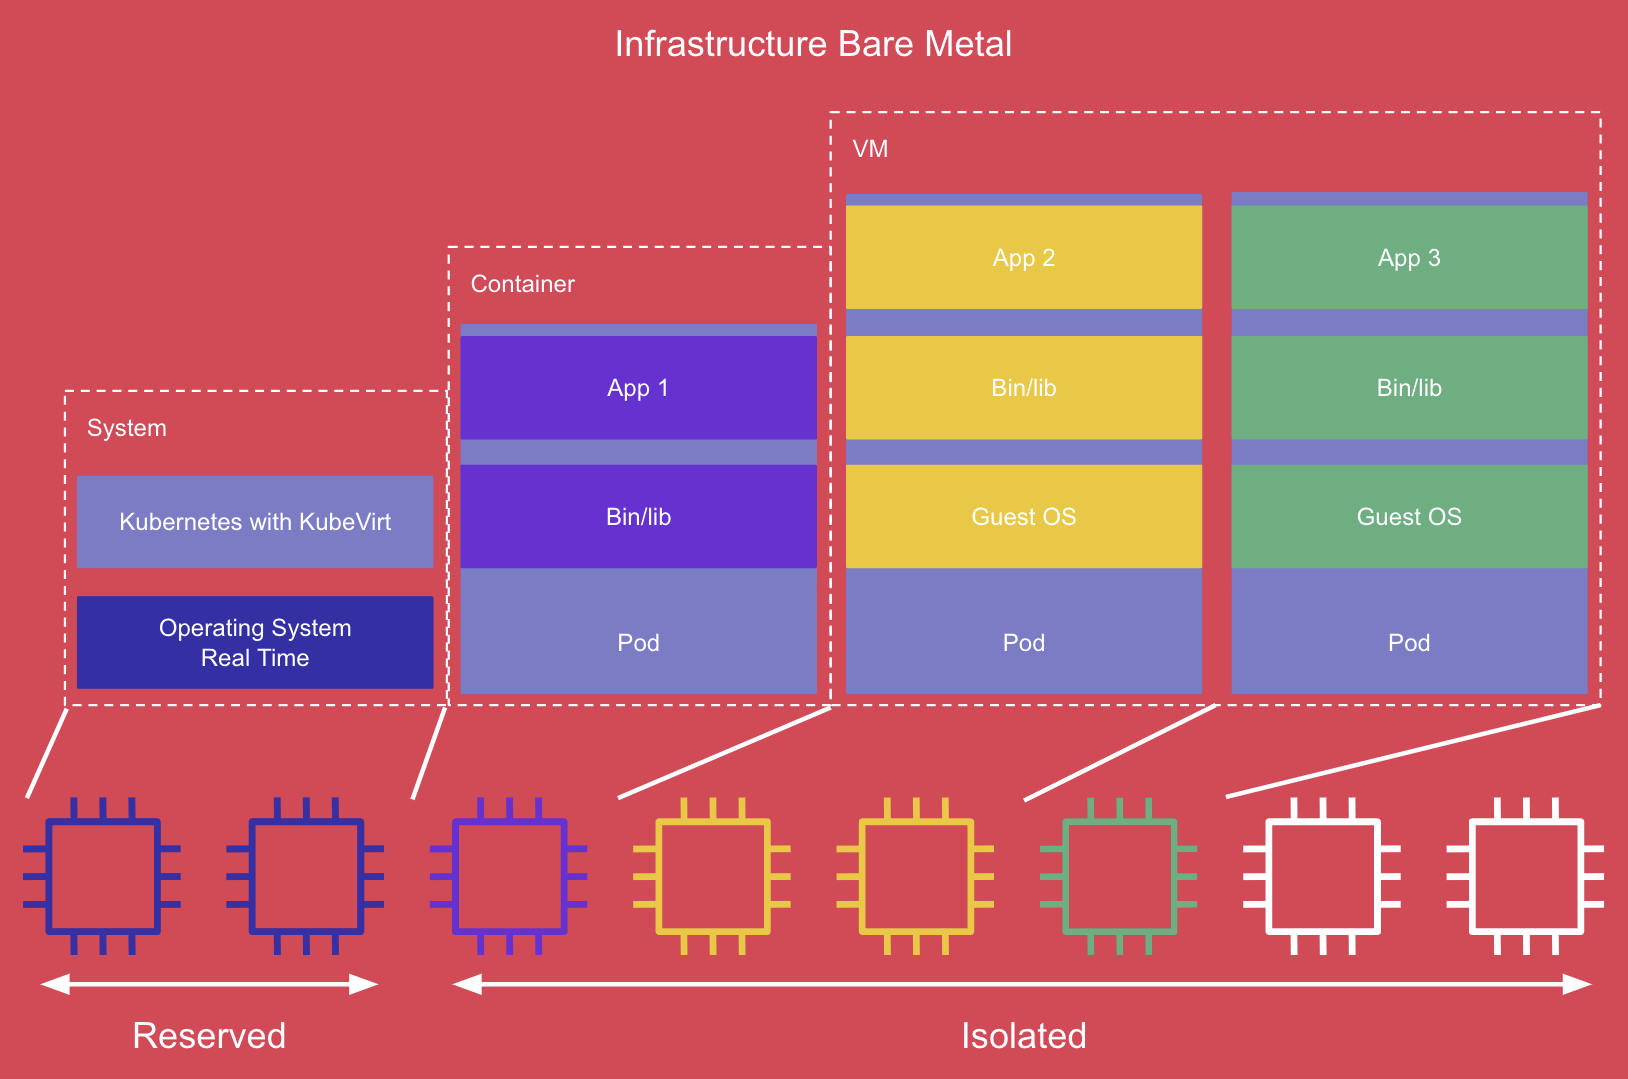 Infrastructure Bare Metal
VM
App 2
App 3
Container
App 1
Bin/lib
Bin/lib
System
Kubernetes with KubeVirt
Bin/lib
Guest OS
Guest OS
Operating System
Real Time
Pod
Pod
Pod
Reserved
Isolated